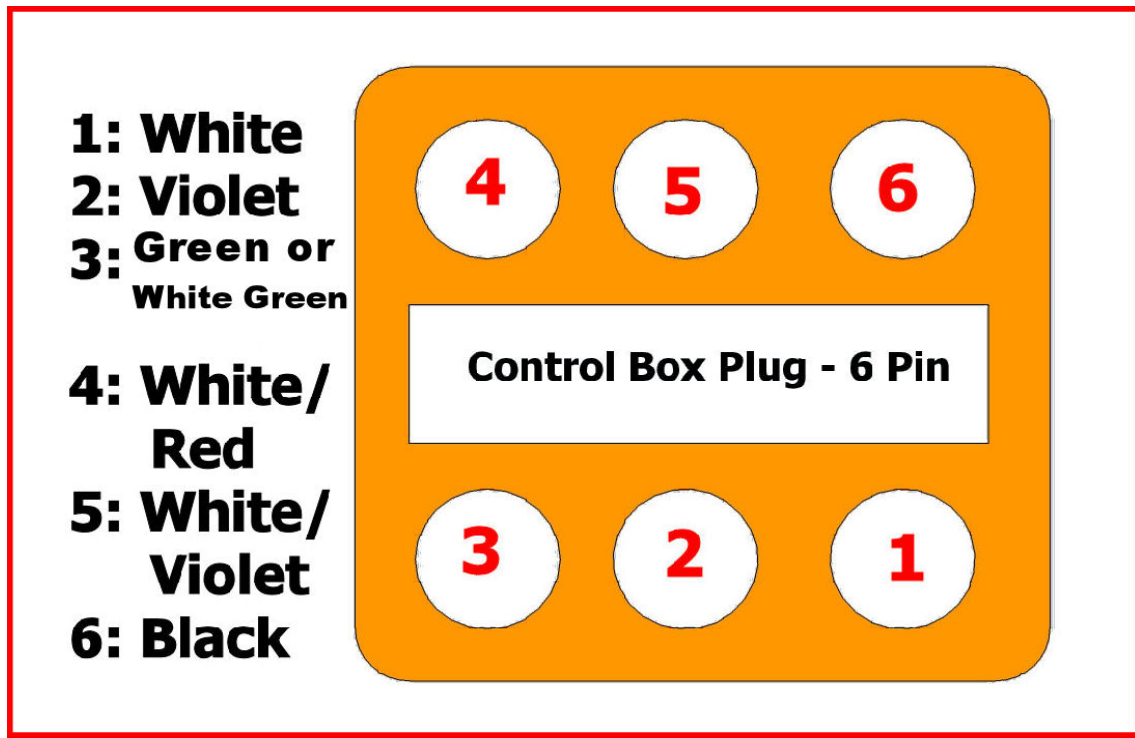 1: White
2: Violet
3: Green or
White Green
4: White/
Red
5: White/
Violet
6: Black
4 5 6
Control Box Plug - 6 Pin
3 2 1